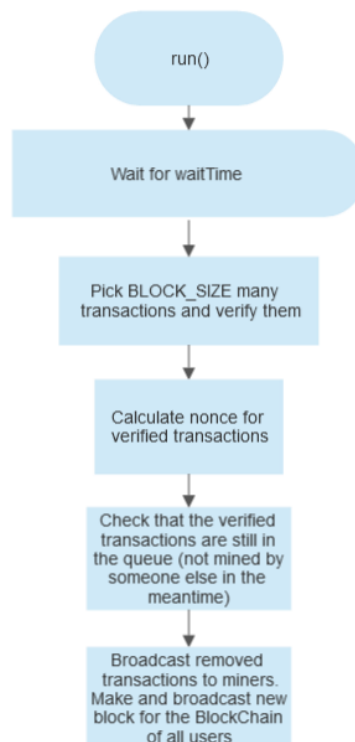 run()
Wait for waitTime
Pick BLOCK_SIZE many
transactions and verify them
Calculate nonce for
verified transactions
Check that the verified
transactions are still in
the queue (not mined by
someone else in the
meantime)
Broadcast removed
transactions to miners.
Make and broadcast new
block for the BlockChain
of all users